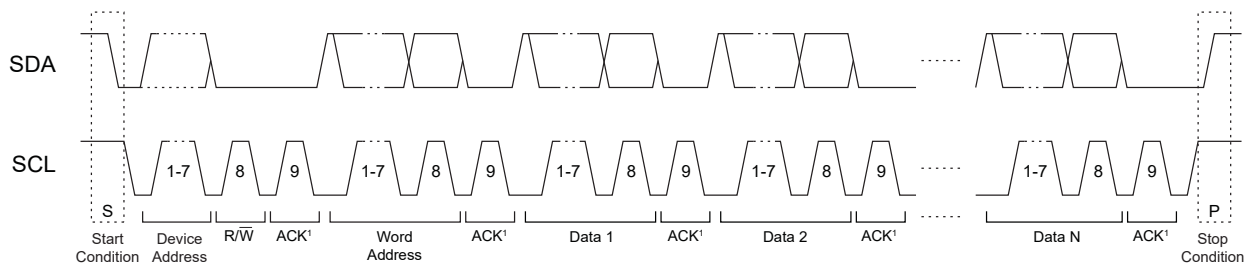 SDA
SCL
1-7 8 9 1-7 8 9 1-7 8 9 1-7 8 9 1-7 8 9
S P
Start Condition
Device Address
R/W̅
ACK¹
Word Address
ACK¹
Data 1
ACK¹
Data 2
ACK¹
Data N
ACK¹
Stop Condition